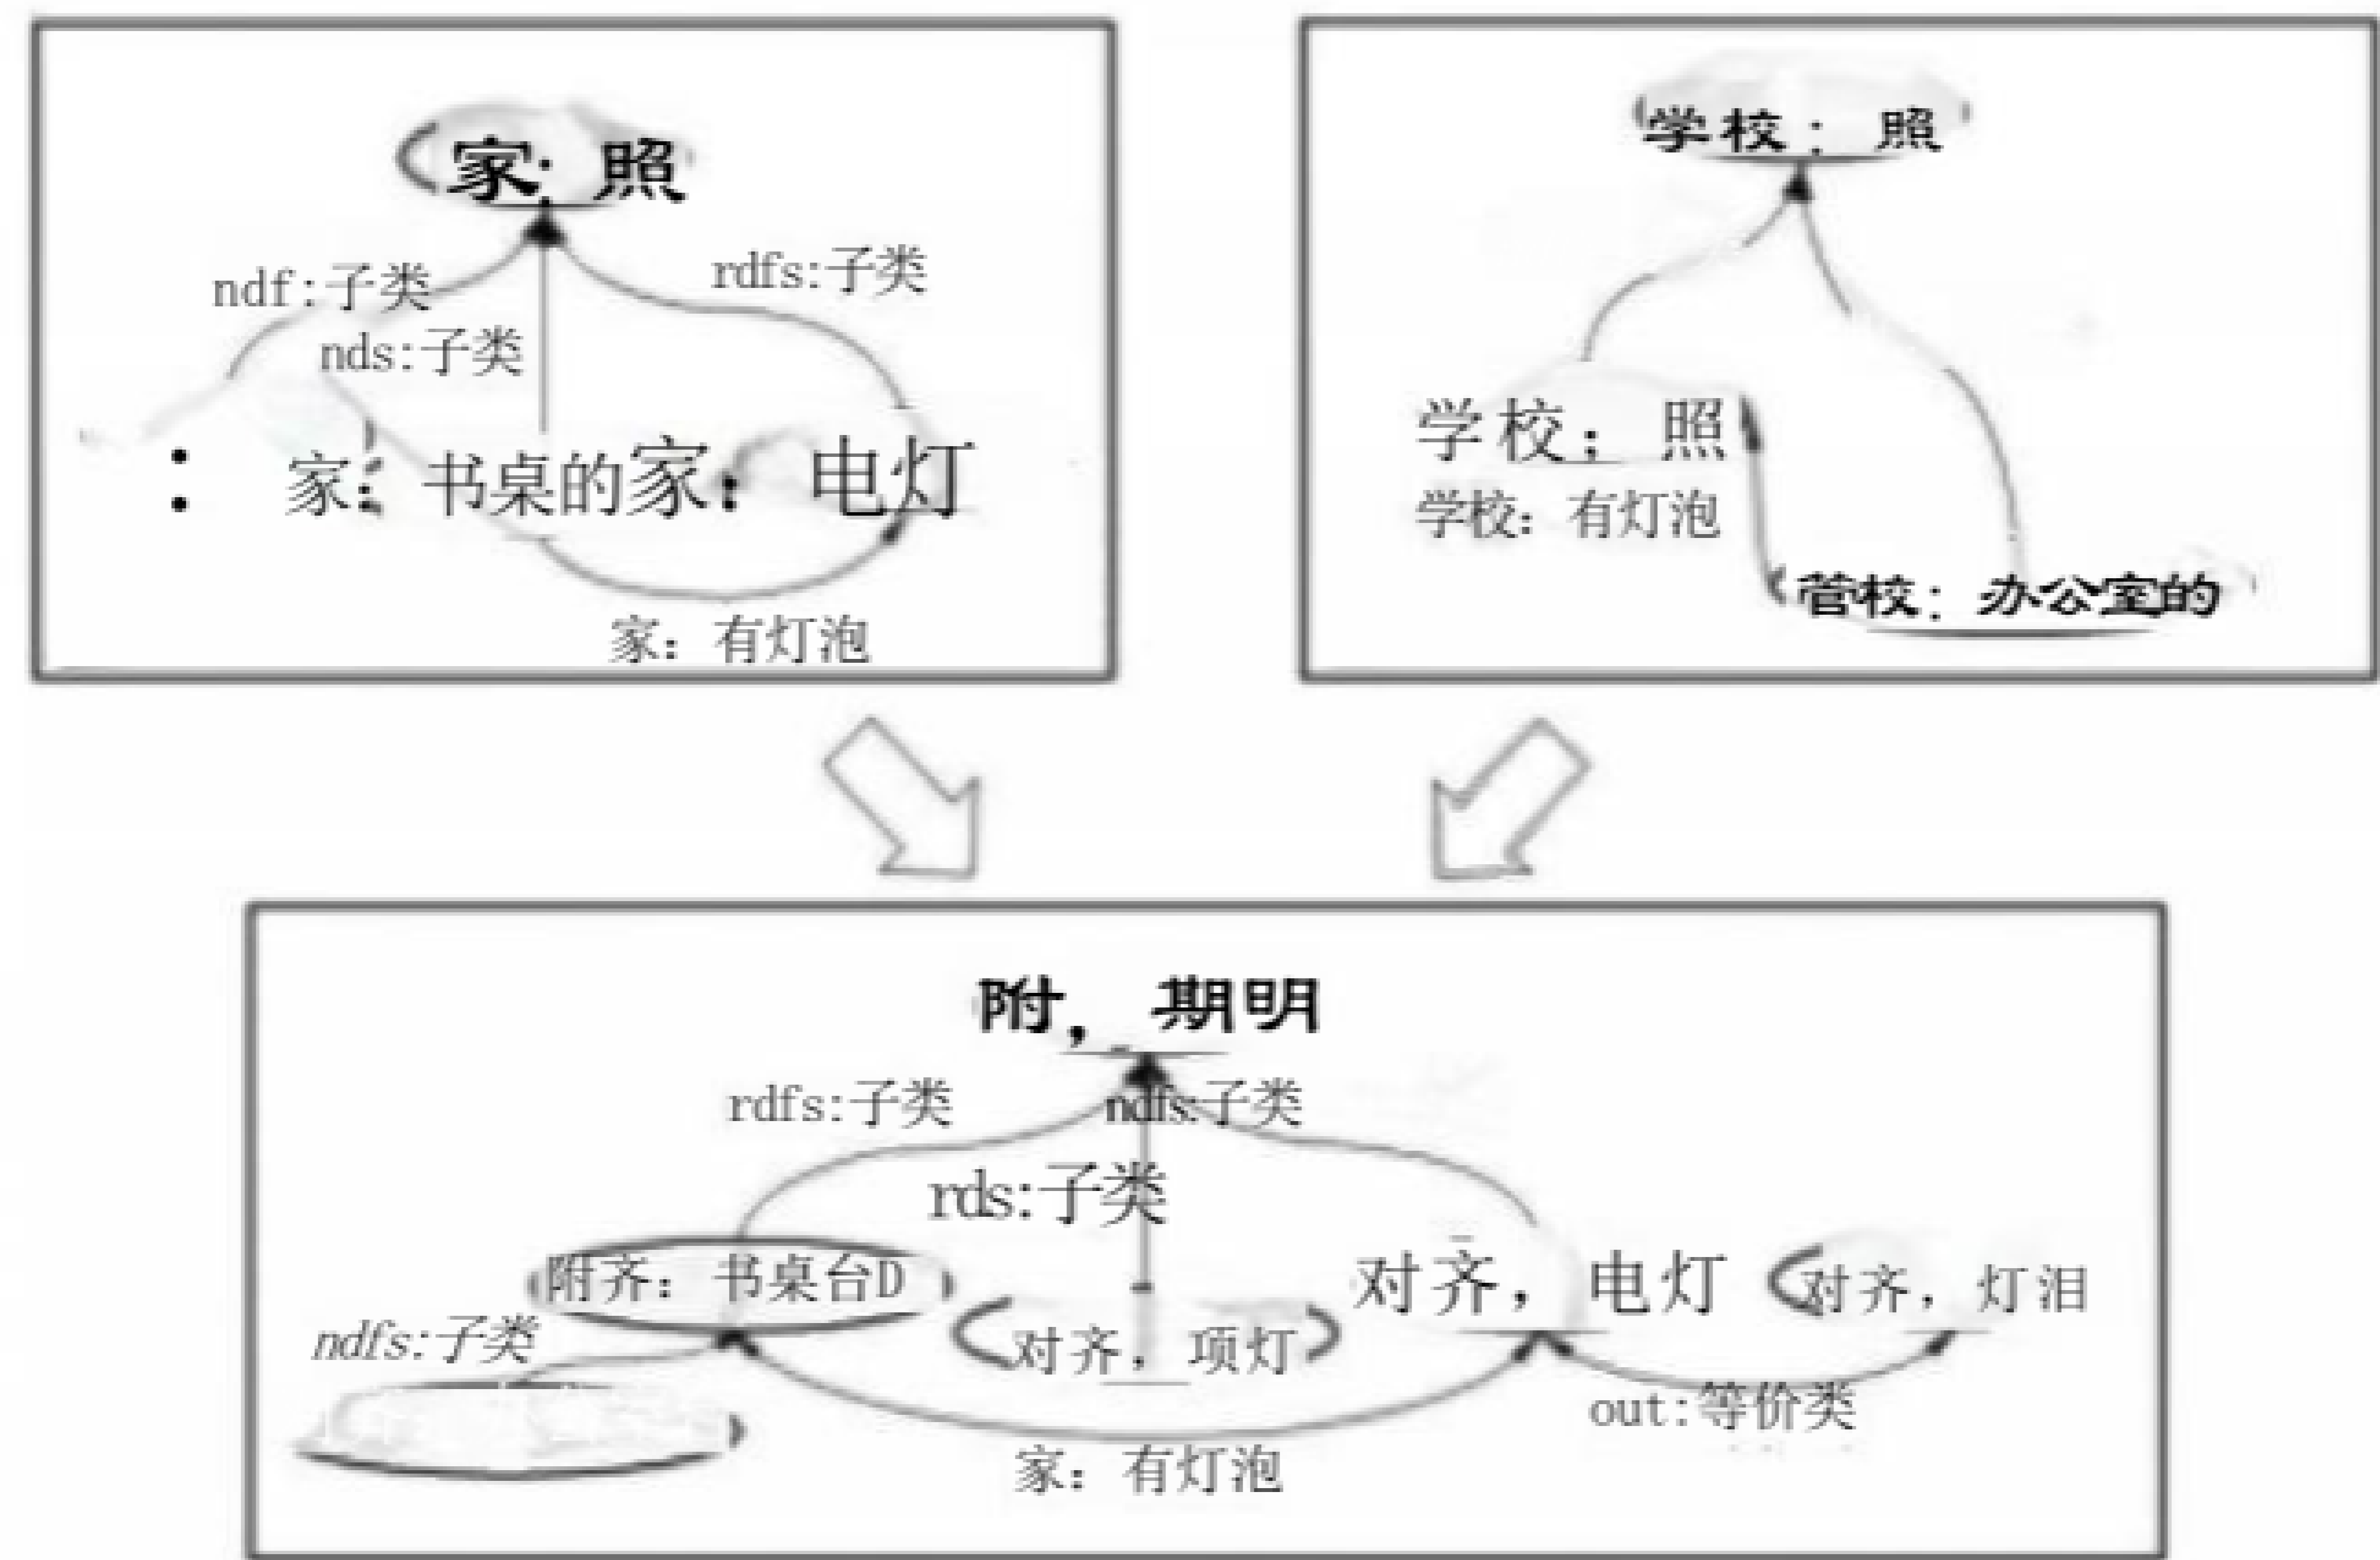 家: 照
ndf:子类
rdfs:子类
nds:子类
: 家: 书桌的家: 电灯
家: 有灯泡
学校: 照
学校: 照
学校: 有灯泡
菅校: 办公室的
附, 期明
rdfs:子类
ndfs:子类
rds:子类
附齐: 书桌台D
对齐, 电灯
对齐, 灯泪
ndfs:子类
对齐, 项灯
out:等价类
家: 有灯泡